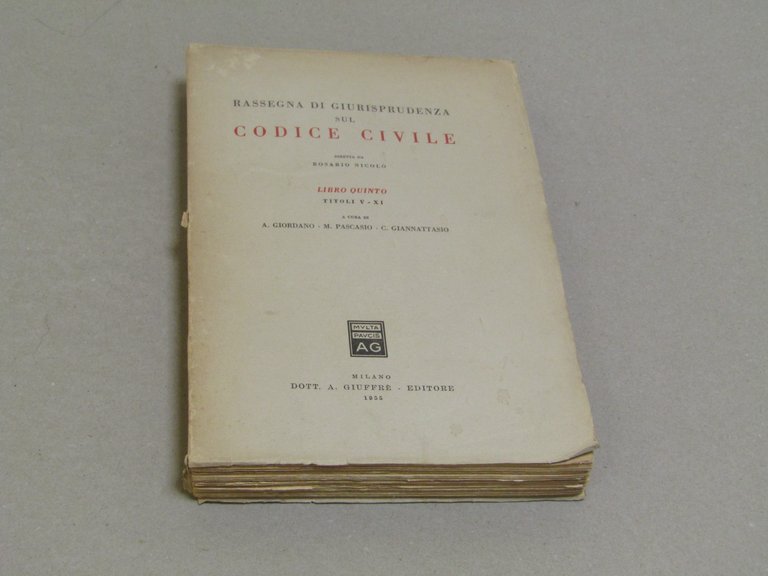 RASSEGNA DI GIURISPRUDENZA
SUL
CODICE CIVILE
DIRETTA DA
ROSARIO NICOLÒ
LIBRO QUINTO
TITOLI V - XI
A CURA DI
A. GIORDANO - M. PASCASIO - C. GIANNATTASIO
MVLTA
PAVCIS
AG
MILANO
DOTT. A. GIUFFRÈ - EDITORE
1955